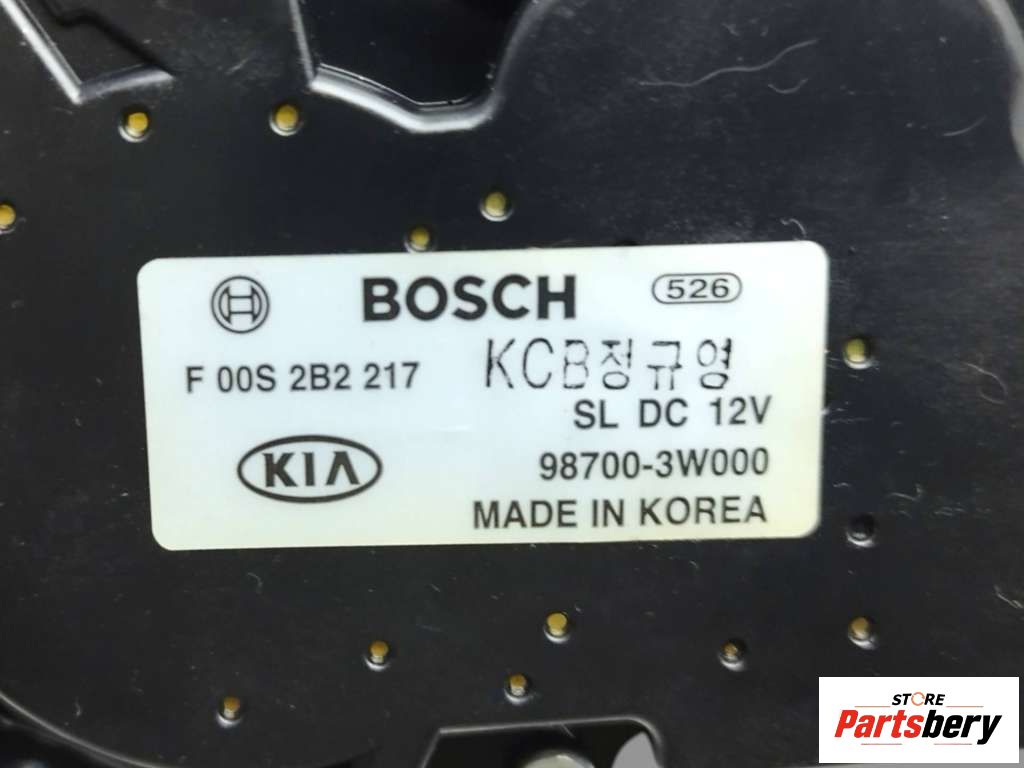 BOSCH 526
F 00S 2B2 217 KCB정규영
SL DC 12V
KIA 98700-3W000
MADE IN KOREA
STORE
Partsbery